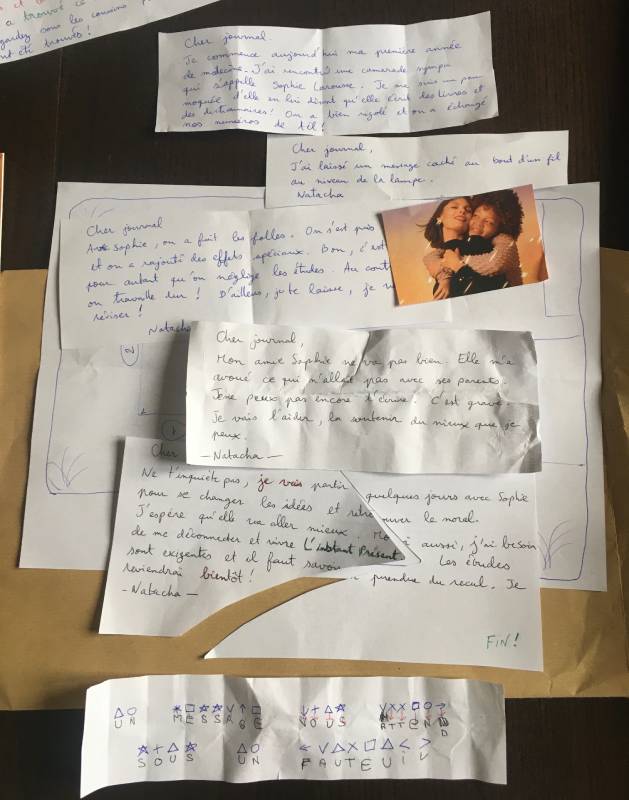 a trouvé ce
gardez sous les coussins
ont été trouvés!
Cher journal.
Je commence aujourd'hui ma première année
de médecine. J'ai rencontré une camarade sympa
qui s'appelle Sophie Larousse. Je me suis un peu
moquée d'elle en lui disant qu'elle écrit des livres et
des dictionnaires! On a bien rigolé et on a échangé
nos numéros de tél!
Cher journal,
J'ai laissé un message caché au bout d'un fil
au niveau de la lampe.
Natacha
Cher journal
Avec Sophie, on a fait les folles. On s'est pris
et on a rajouté des effets spéciaux. Bon, c'est
pour autant qu'on néglige les études. Au cont
on travaille dur! D'ailleurs, je te laisse, je
réviser!
Natacha
Cher journal,
Mon amie Sophie ne va pas bien. Elle m'a
avoué ce qui n'allait pas avec ses parents.
Je ne peux pas encore l'écrire. C'est grave.
Je vais l'aider, la soutenir du mieux que je
peux.
- Natacha -
Cher
Ne t'inquiète pas, je vais partir quelques jours avec Sophie
pour se changer les idées et retrouver le moral.
J'espère qu'elle va aller mieux. Moi aussi, j'ai besoin
de me déconnecter et vivre L'instant Présent. Les études
sont exigentes et il faut savoir prendre du recul. Je
reviendrai bientôt!
- Natacha -
FIN!
UN MESSAGE NOUS ATTEND
SOUS UN FAUTEUIL